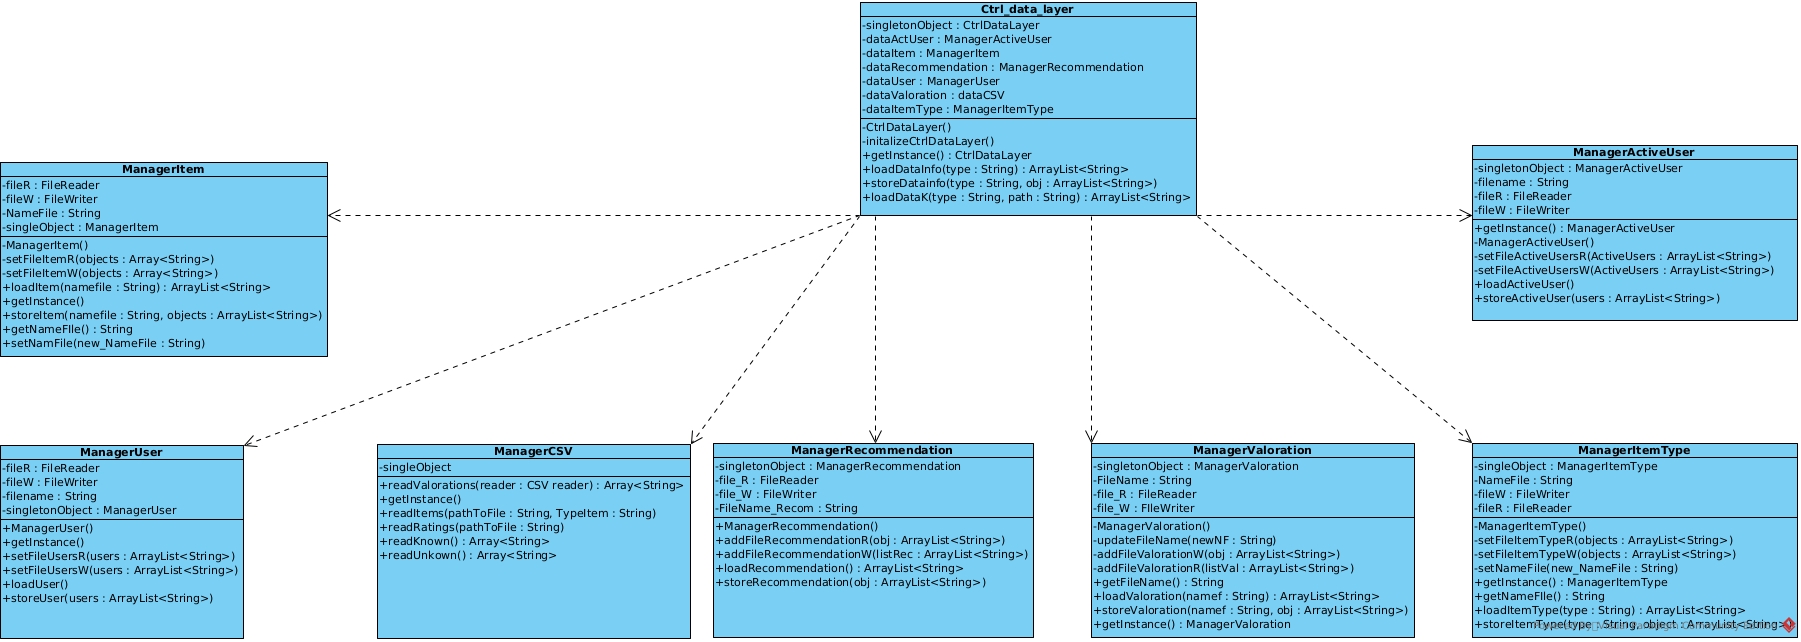 Ctrl_data_layer
-singletonObject : CtrlDataLayer
-dataActUser : ManagerActiveUser
-dataItem : ManagerItem
-dataRecommendation : ManagerRecommendation
-dataUser : ManagerUser
-dataValoration : dataCSV
-dataItemType : ManagerItemType
-CtrlDataLayer()
-initalizeCtrlDataLayer()
+getInstance() : CtrlDataLayer
+loadDataInfo(type : String) : ArrayList<String>
+storeDatainfo(type : String, obj : ArrayList<String>)
+loadDataK(type : String, path : String) : ArrayList<String>
ManagerItem
-fileR : FileReader
-fileW : FileWriter
-NameFile : String
-singleObject : ManagerItem
-ManagerItem()
-setFileItemR(objects : Array<String>)
-setFileItemW(objects : Array<String>)
+loadItem(namefile : String) : ArrayList<String>
+getInstance()
+storeItem(namefile : String, objects : ArrayList<String>)
+getNameFIle() : String
+setNamFile(new_NameFile : String)
ManagerActiveUser
-singletonObject : ManagerActiveUser
-filename : String
-fileR : FileReader
-fileW : FileWriter
+getInstance() : ManagerActiveUser
-ManagerActiveUser()
-setFileActiveUsersR(ActiveUsers : ArrayList<String>)
-setFileActiveUsersW(ActiveUsers : ArrayList<String>)
+loadActiveUser()
+storeActiveUser(users : ArrayList<String>)
ManagerUser
-fileR : FileReader
-fileW : FileWriter
-filename : String
-singletonObject : ManagerUser
+ManagerUser()
+getInstance()
+setFileUsersR(users : ArrayList<String>)
+setFileUsersW(users : ArrayList<String>)
+loadUser()
+storeUser(users : ArrayList<String>)
ManagerCSV
-singleObject
+readValorations(reader : CSV reader) : Array<String>
+getInstance()
+readItems(pathToFile : String, TypeItem : String)
+readRatings(pathToFile : String)
+readKnown() : Array<String>
+readUnkown() : Array<String>
ManagerRecommendation
-singletonObject : ManagerRecommendation
-file_R : FileReader
-file_W : FileWriter
-FileName_Recom : String
+ManagerRecommendation()
+addFileRecommendationR(obj : ArrayList<String>)
+addFileRecommendationW(listRec : ArrayList<String>)
+loadRecommendation() : ArrayList<String>
+storeRecommendation(obj : ArrayList<String>)
ManagerValoration
-singletonObject : ManagerValoration
-FileName : String
-file_R : FileReader
-file_W : FIleWriter
-ManagerValoration()
-updateFileName(newNF : String)
-addFileValorationW(obj : ArrayList<String>)
-addFileValorationR(listVal : ArrayList<String>)
+getFileName() : String
+loadValoration(namef : String) : ArrayList<String>
+storeValoration(namef : String, obj : ArrayList<String>)
+getInstance() : ManagerValoration
ManagerItemType
-singleObject : ManagerItemType
-NameFile : String
-fileW : FileWriter
-fileR : FileReader
-ManagerItemType()
-setFileItemTypeR(objects : ArrayList<String>)
-setFileItemTypeW(objects : ArrayList<String>)
-setNameFile(new_NameFile : String)
+getInstance() : ManagerItemType
+getNameFIle() : String
+loadItemType(type : String) : ArrayList<String>
+storeItemType(type : String, object : ArrayList<String>)